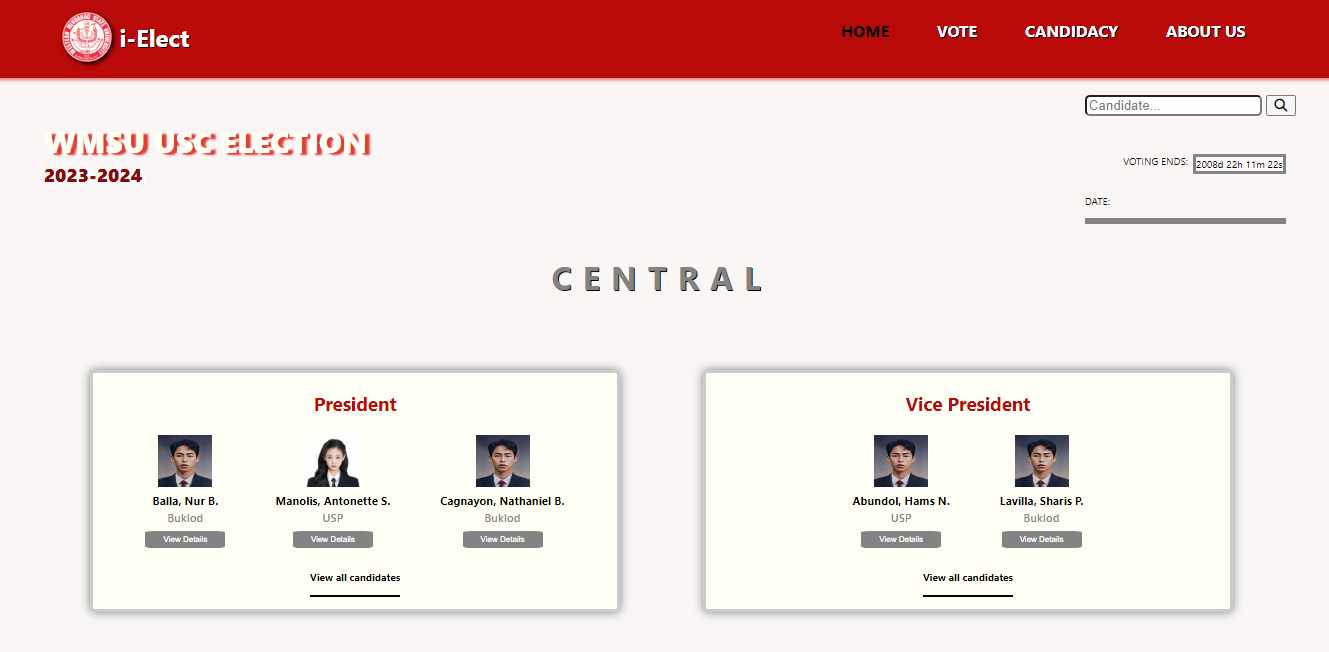 i-Elect
HOME VOTE CANDIDACY ABOUT US
Candidate...
WMSU USC ELECTION
2023-2024
VOTING ENDS: 2008d 22h 11m 22s
DATE:
CENTRAL
President
Balla, Nur B.
Buklod
View Details
Manolis, Antonette S.
USP
View Details
Cagnayon, Nathaniel B.
Buklod
View Details
View all candidates
Vice President
Abundol, Hams N.
USP
View Details
Lavilla, Sharis P.
Buklod
View Details
View all candidates